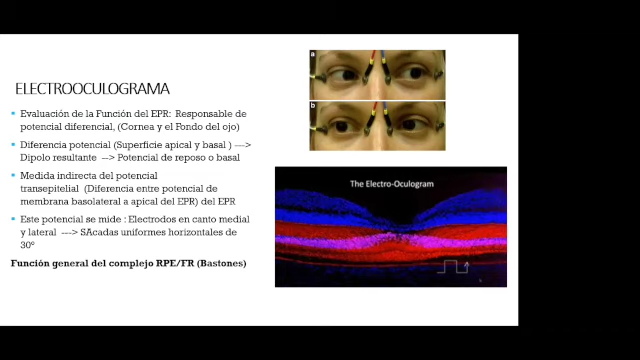 ELECTROOCULOGRAMA
Evaluación de la Función del EPR: Responsable de
potencial diferencial, (Cornea y el Fondo del ojo)
Diferencia potencial (Superficie apical y basal ) --->
Dipolo resultante --> Potencial de reposo o basal
Medida indirecta del potencial
transepitelial (Diferencia entre potencial de
membrana basolateral a apical del EPR) del EPR
Este potencial se mide : Electrodos en canto medial
y lateral ---> SAcadas uniformes horizontales de
30°
Función general del complejo RPE/FR (Bastones)
a
b
The Electro-Oculogram